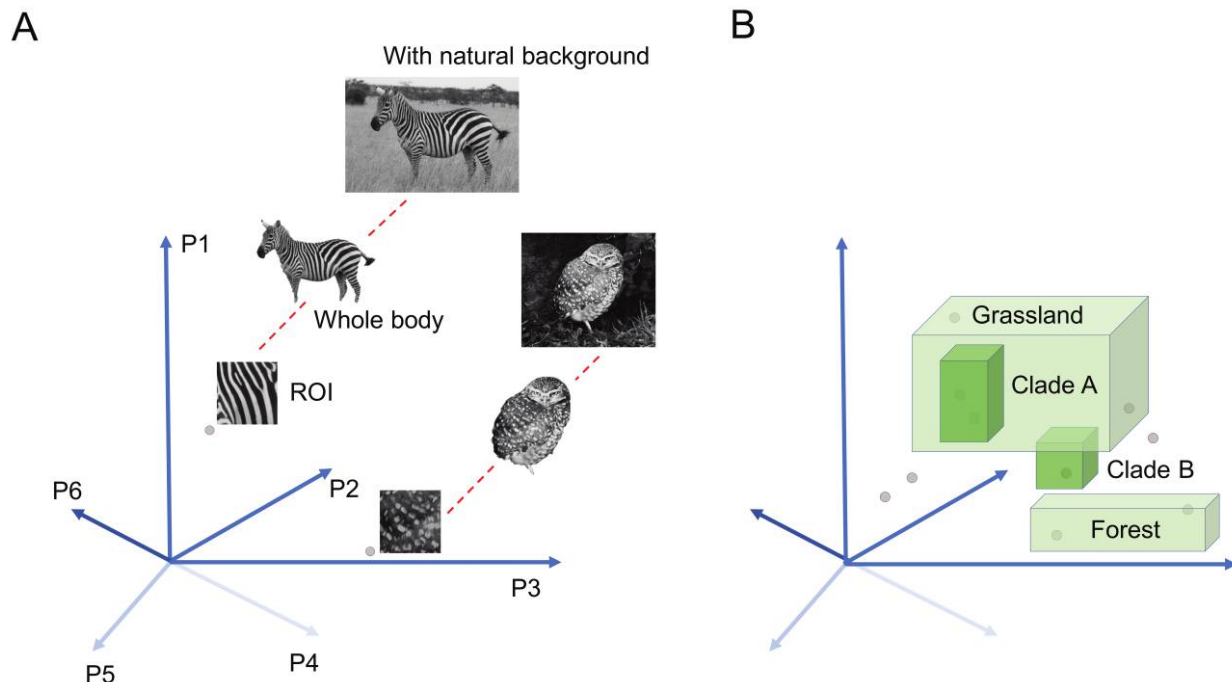 A
B
With natural background
P1
Whole body
ROI
P2
P6
P3
P4
P5
Grassland
Clade A
Clade B
Forest